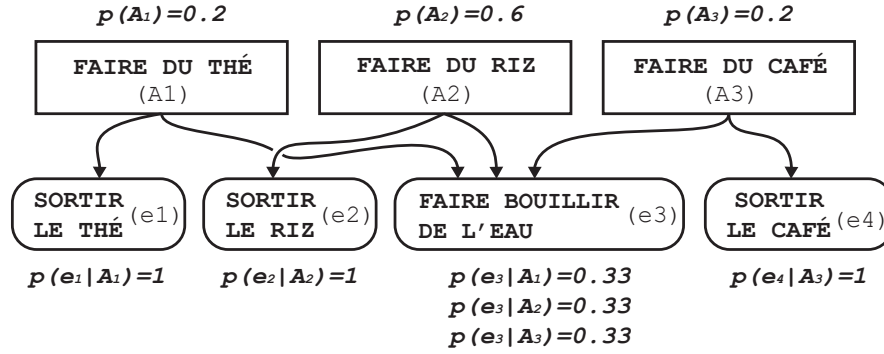 p(A₁)=0.2 p(A₂)=0.6 p(A₃)=0.2
FAIRE DU THÉ FAIRE DU RIZ FAIRE DU CAFÉ
(A1) (A2) (A3)
SORTIR SORTIR FAIRE BOUILLIR SORTIR
(e1) (e2) (e3) (e4)
LE THÉ LE RIZ DE L'EAU LE CAFÉ
p(e₁|A₁)=1 p(e₂|A₂)=1 p(e₃|A₁)=0.33 p(e₄|A₃)=1
p(e₃|A₂)=0.33
p(e₃|A₃)=0.33